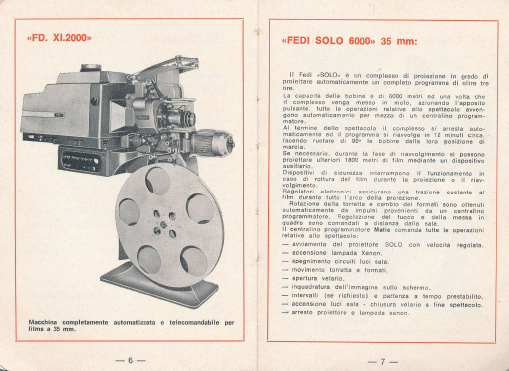 «FD. XI.2000»
Macchina completamente automatizzata e telecomandabile per
films a 35 mm.
— 6 —
«FEDI SOLO 6000» 35 mm:
Il Fedi «SOLO» è un complesso di proiezione in grado di
proiettare automaticamente un completo programma di oltre tre
ore.
La capacità delle bobine è di 6000 metri ed una volta che
il complesso venga messo in moto, azionando l'apposito
pulsante, tutte le operazioni relative allo spettacolo avven-
gono automaticamente per mezzo di un centralino program-
matore.
Al termine dello spettacolo il complesso si arresta auto-
maticamente ed il programma si riavvolge in 12 minuti circa,
facendo ruotare di 90° le bobine dalla loro posizione di
marcia.
Se necessario, durante la fase di riavvolgimento si possono
proiettare ulteriori 1800 metri di film mediante un dispositivo
ausiliario.
Dispositivi di sicurezza interrompono il funzionamento in
caso di rottura del film durante la proiezione o il riav-
volgimento.
Regolatori elettronici assicurano una trazione costante al
film durante tutto l'arco della proiezione.
Rotazione della torretta e cambio dei formati sono ottenuti
automaticamente da impulsi provenienti da un centralino
programmatore. Regolazione del fuoco e della messa in
quadro sono comandati a distanza dalla sala.
Il centralino programmatore Matic comanda tutte le operazioni
relative allo spettacolo:
— avviamento del proiettore SOLO con velocità regolata.
— accensione lampada Xenon.
— spegnimento circuiti luci sala.
— movimento torretta e formati.
— apertura velario.
— inquadratura dell'immagine sullo schermo.
— intervalli (se richiesto) e partenza a tempo prestabilito.
— accensione luci sala - chiusura velario a fine spettacolo.
— arresto proiettore e lampada xenon.
— 7 —